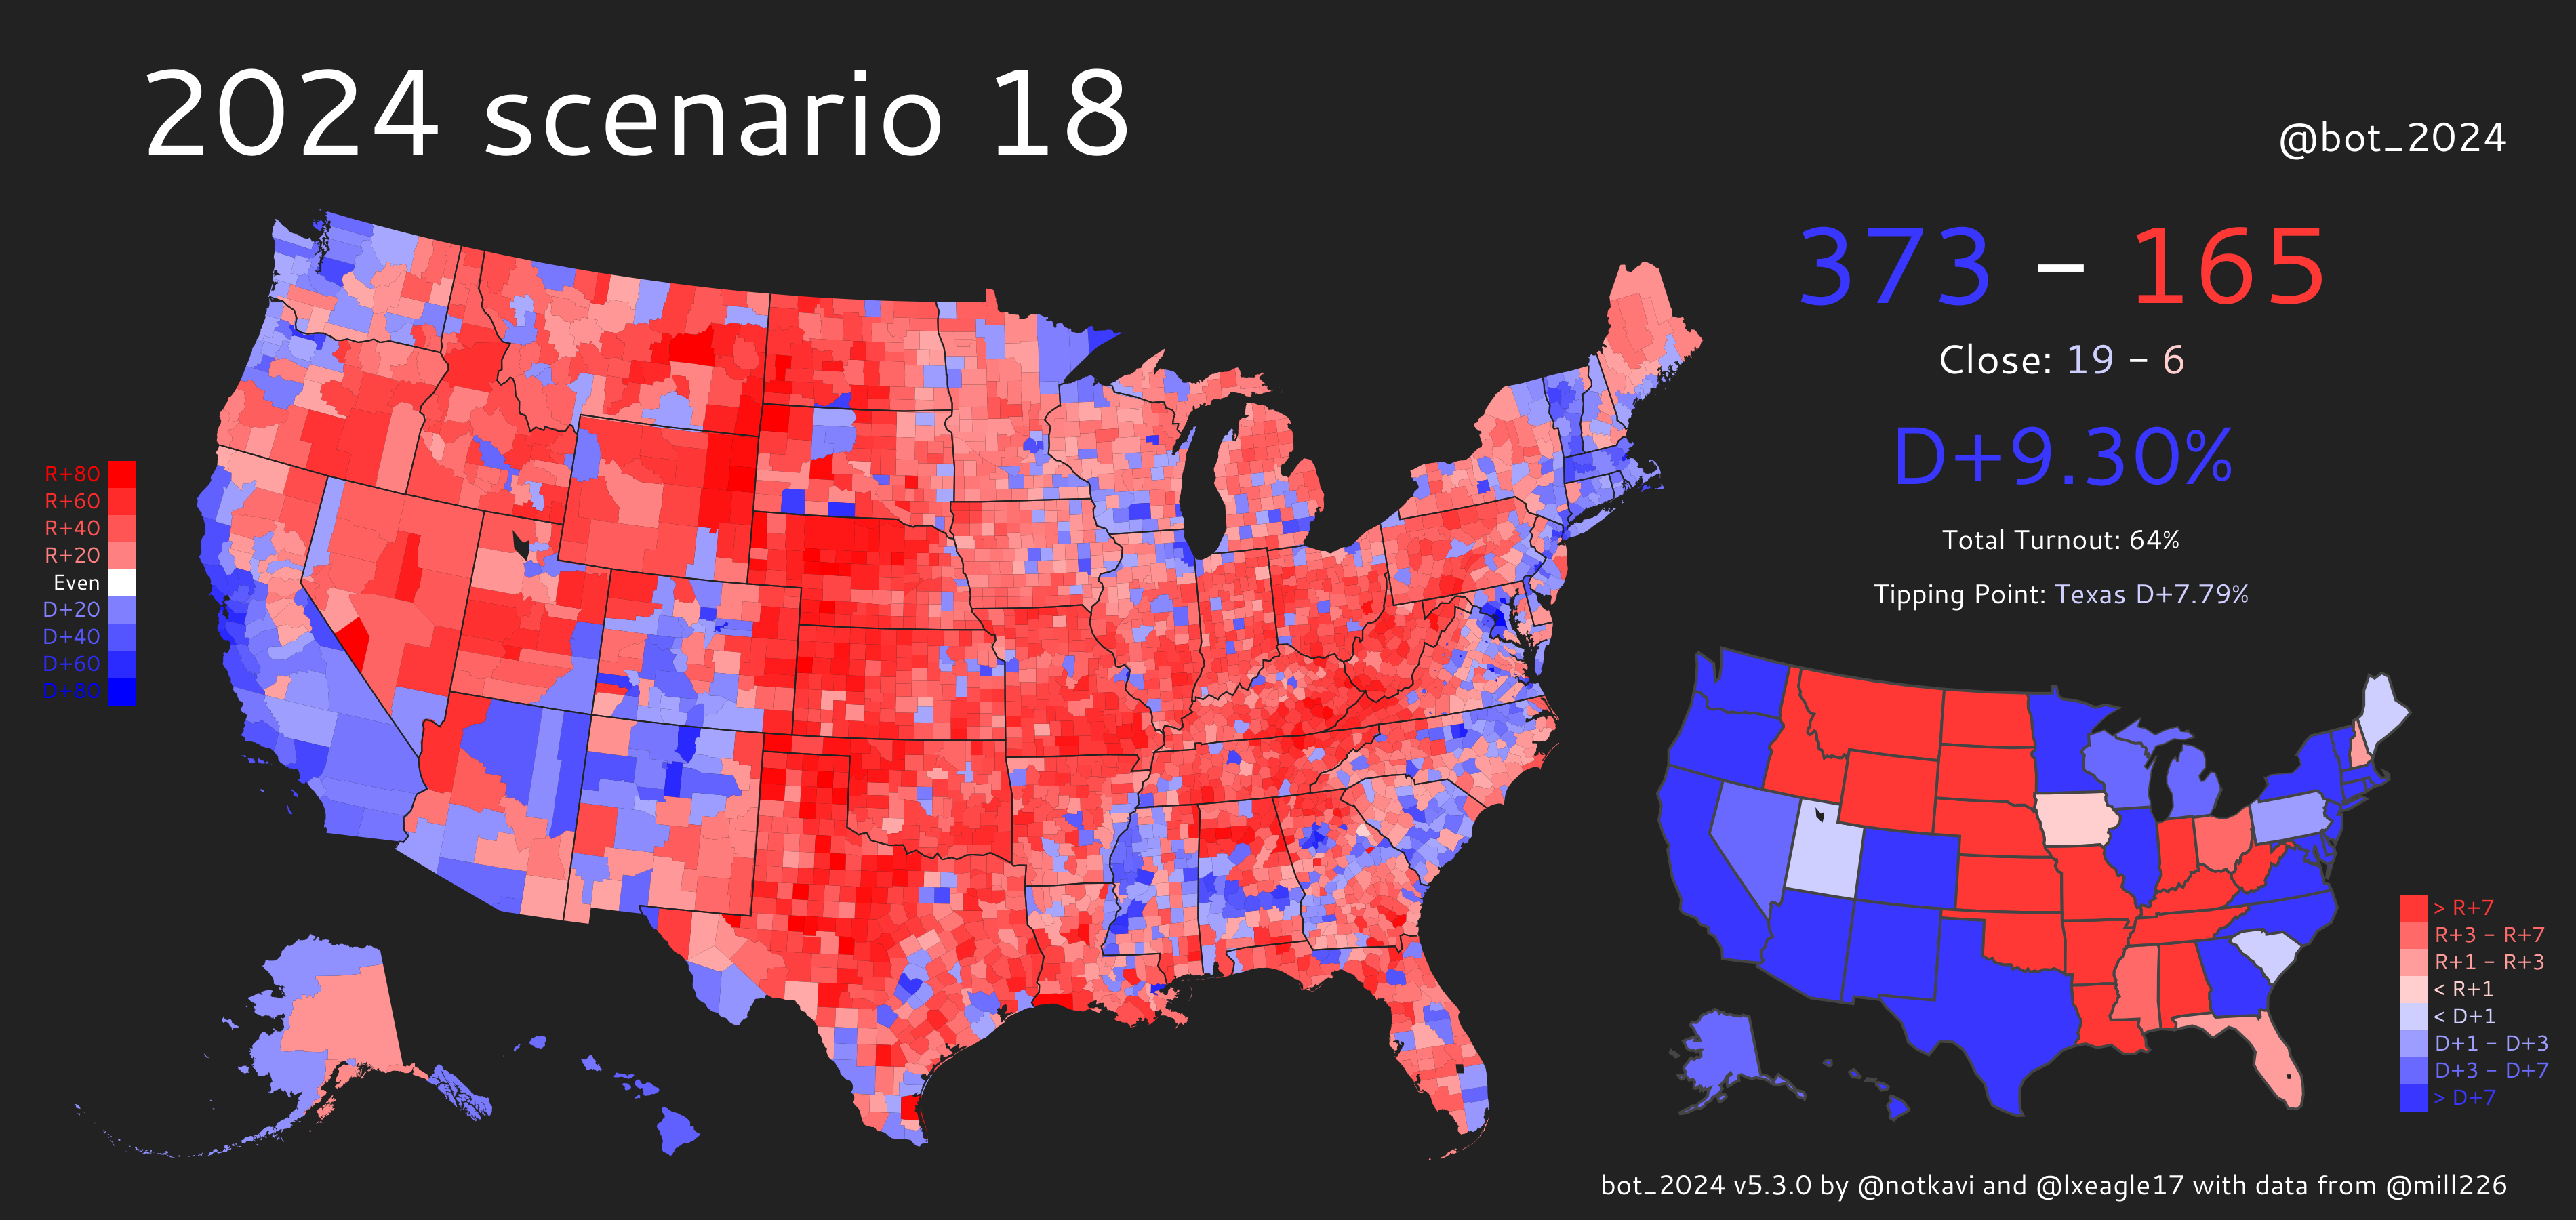 2024 scenario 18
@bot_2024
373 – 165
Close: 19 - 6
D+9.30%
Total Turnout: 64%
Tipping Point: Texas D+7.79%
R+80
R+60
R+40
R+20
Even
D+20
D+40
D+60
D+80
> R+7
R+3 - R+7
R+1 - R+3
< R+1
< D+1
D+1 - D+3
D+3 - D+7
> D+7
bot_2024 v5.3.0 by @notkavi and @lxeagle17 with data from @mill226